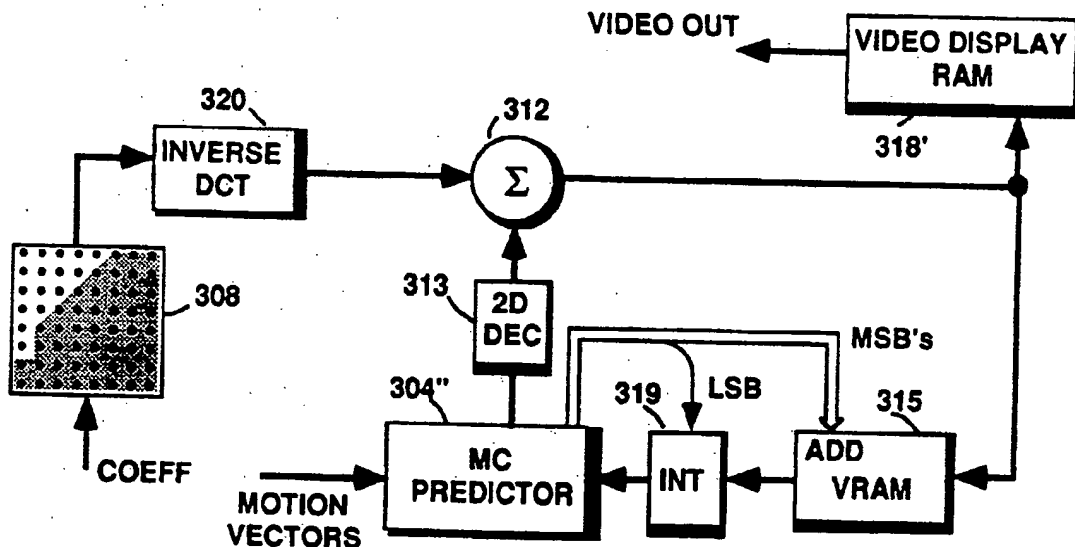 VIDEO OUT
VIDEO DISPLAY
RAM
318'
320
INVERSE
DCT
312
Σ
308
COEFF
313
2D
DEC
MSB's
LSB
304"
MC
PREDICTOR
MOTION
VECTORS
319
INT
315
ADD
VRAM